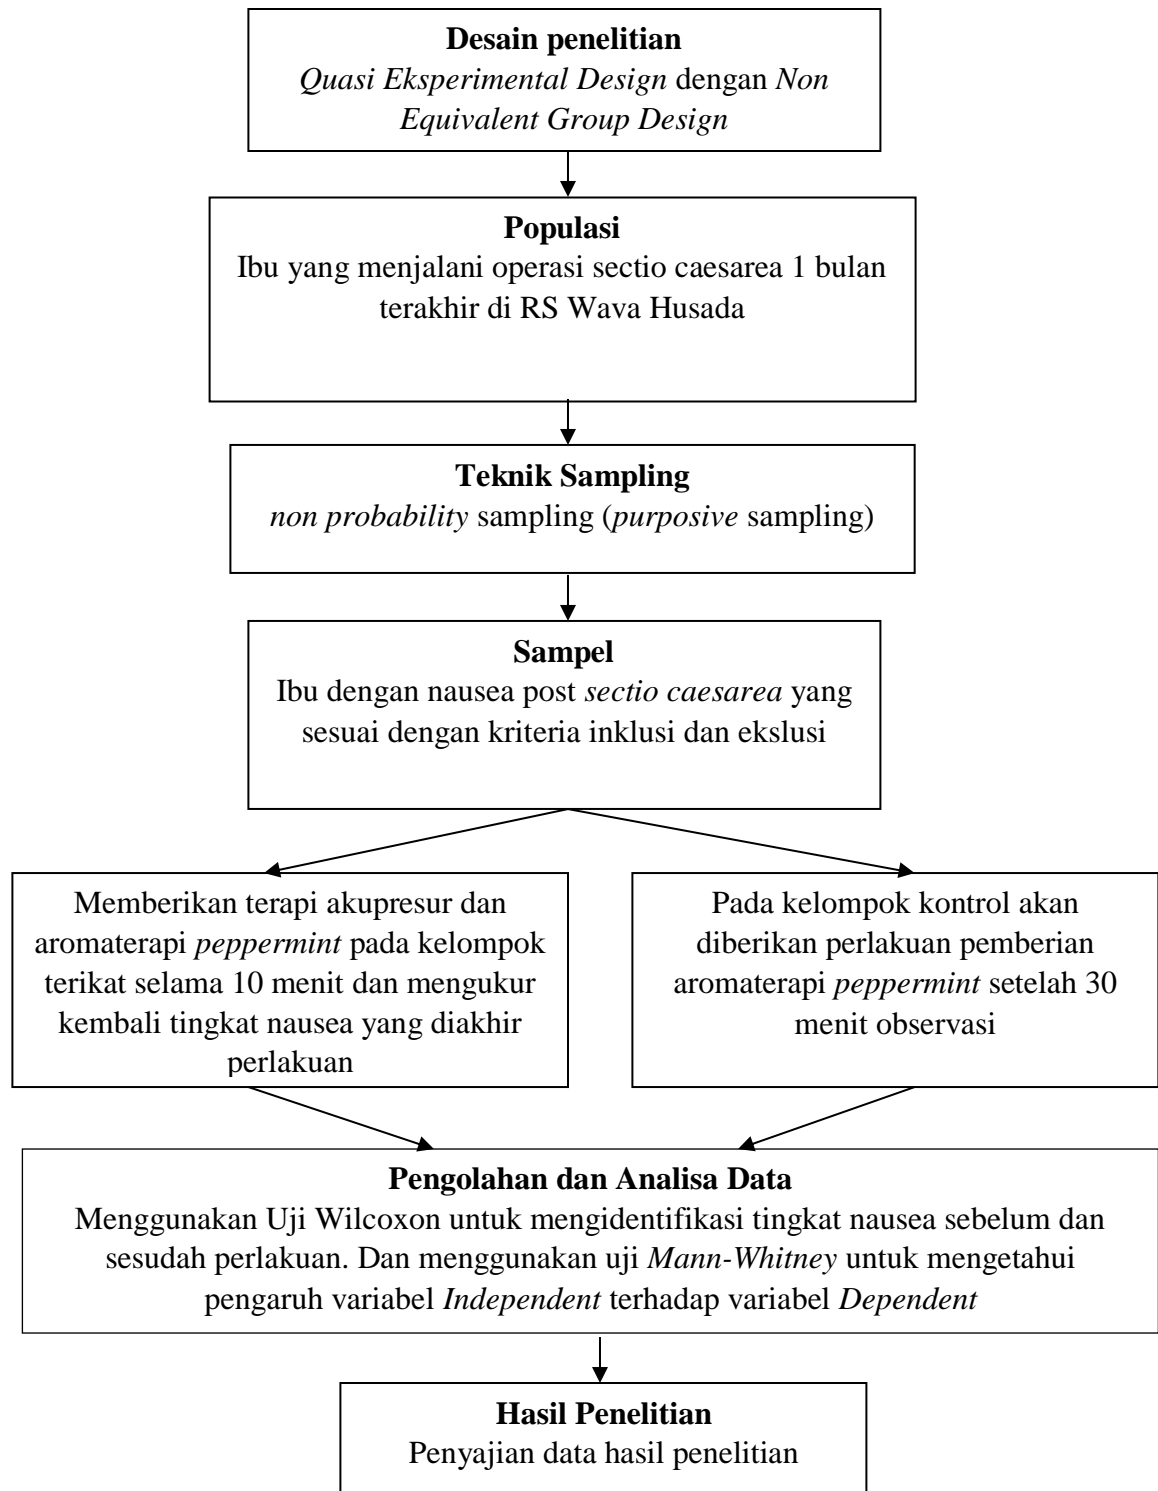 Desain penelitian
Quasi Eksperimental Design dengan Non
Equivalent Group Design
Populasi
Ibu yang menjalani operasi sectio caesarea 1 bulan
terakhir di RS Wava Husada
Teknik Sampling
non probability sampling (purposive sampling)
Sampel
Ibu dengan nausea post sectio caesarea yang
sesuai dengan kriteria inklusi dan ekslusi
Memberikan terapi akupresur dan
aromaterapi peppermint pada kelompok
terikat selama 10 menit dan mengukur
kembali tingkat nausea yang diakhir
perlakuan
Pada kelompok kontrol akan
diberikan perlakuan pemberian
aromaterapi peppermint setelah 30
menit observasi
Pengolahan dan Analisa Data
Menggunakan Uji Wilcoxon untuk mengidentifikasi tingkat nausea sebelum dan
sesudah perlakuan. Dan menggunakan uji Mann-Whitney untuk mengetahui
pengaruh variabel Independent terhadap variabel Dependent
Hasil Penelitian
Penyajian data hasil penelitian